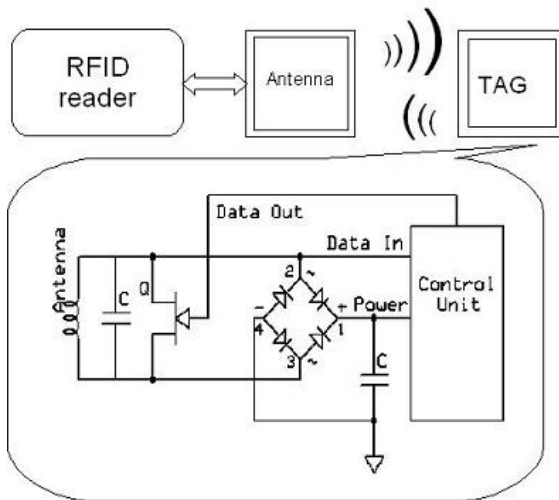 RFID
reader
Antenna
TAG
Data Out
Data In
Antenna
C
Q
2 ~
- + Power
4 1
3 ~
C
Control
Unit